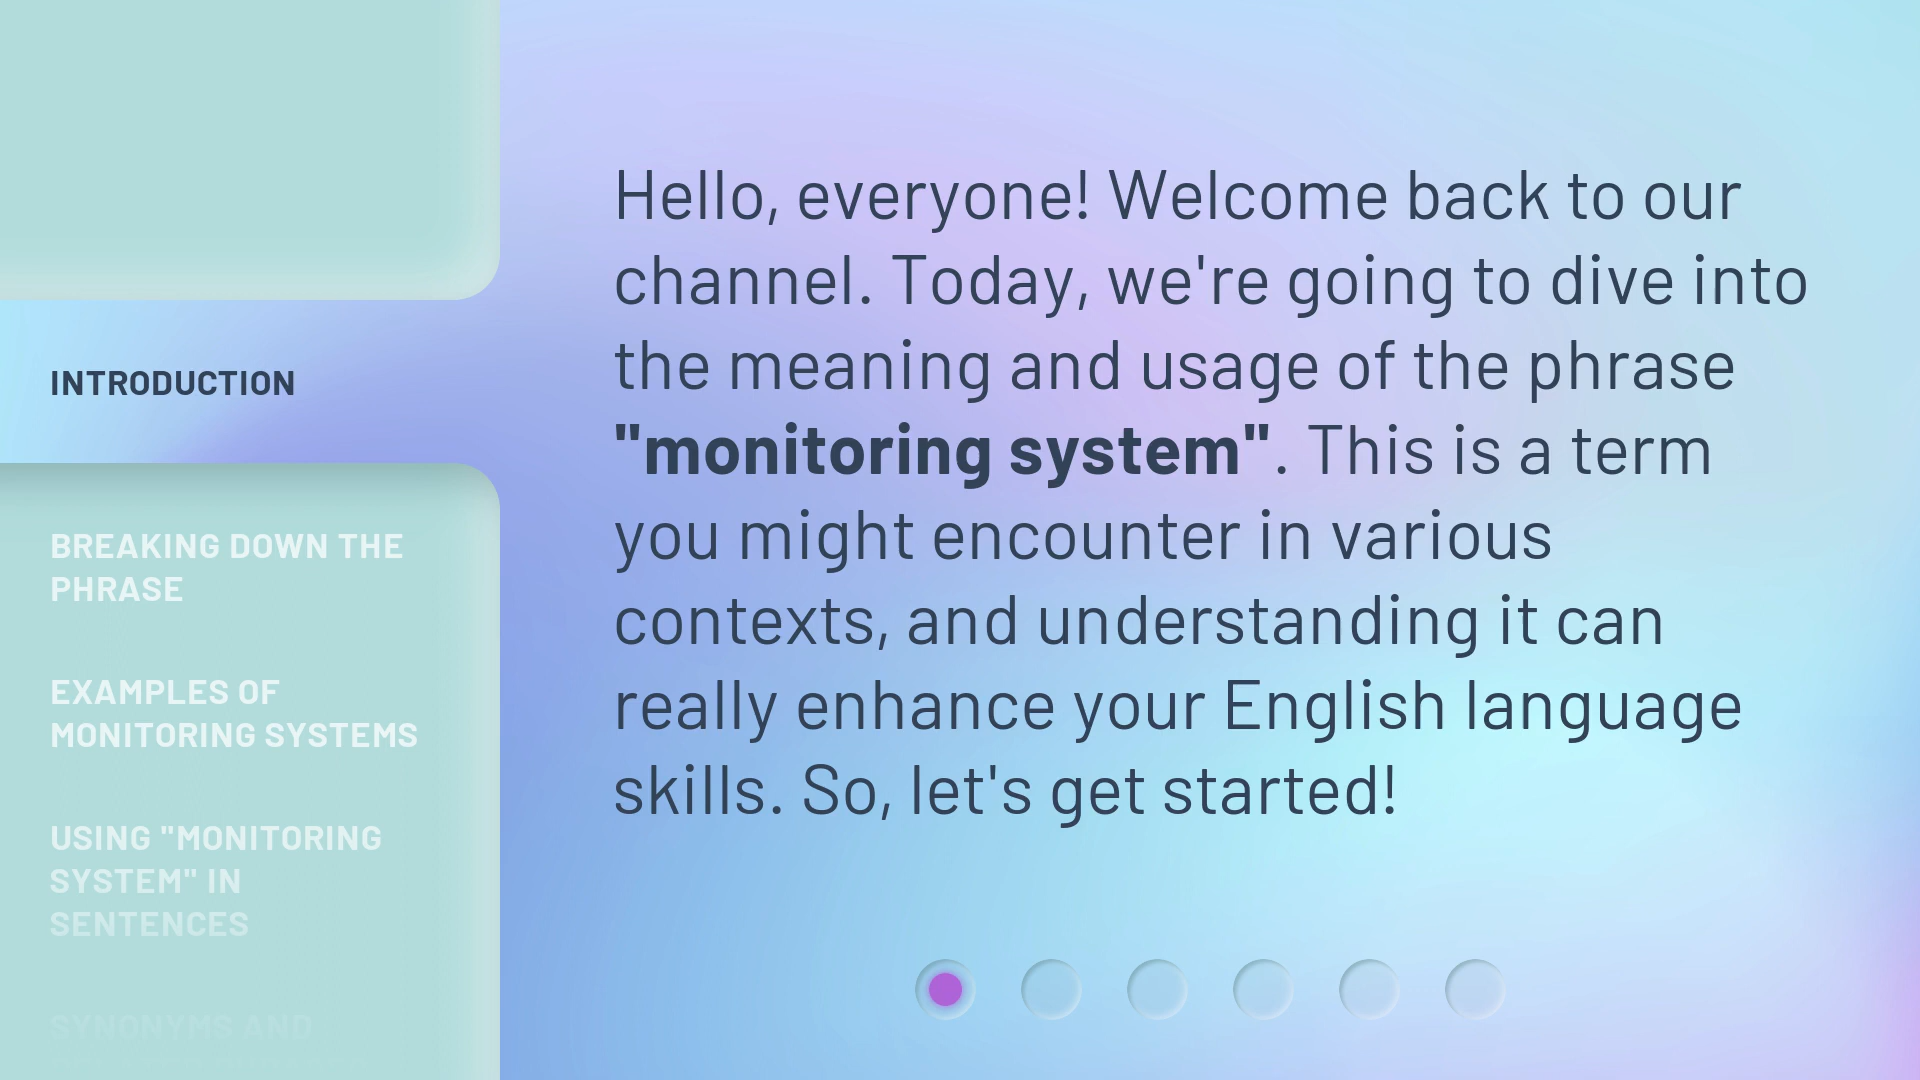 INTRODUCTION
BREAKING DOWN THE
PHRASE
EXAMPLES OF
MONITORING SYSTEMS
USING "MONITORING
SYSTEM" IN
SENTENCES
SYNONYMS AND
Hello, everyone! Welcome back to our
channel. Today, we're going to dive into
the meaning and usage of the phrase
"monitoring system". This is a term
you might encounter in various
contexts, and understanding it can
really enhance your English language
skills. So, let's get started!